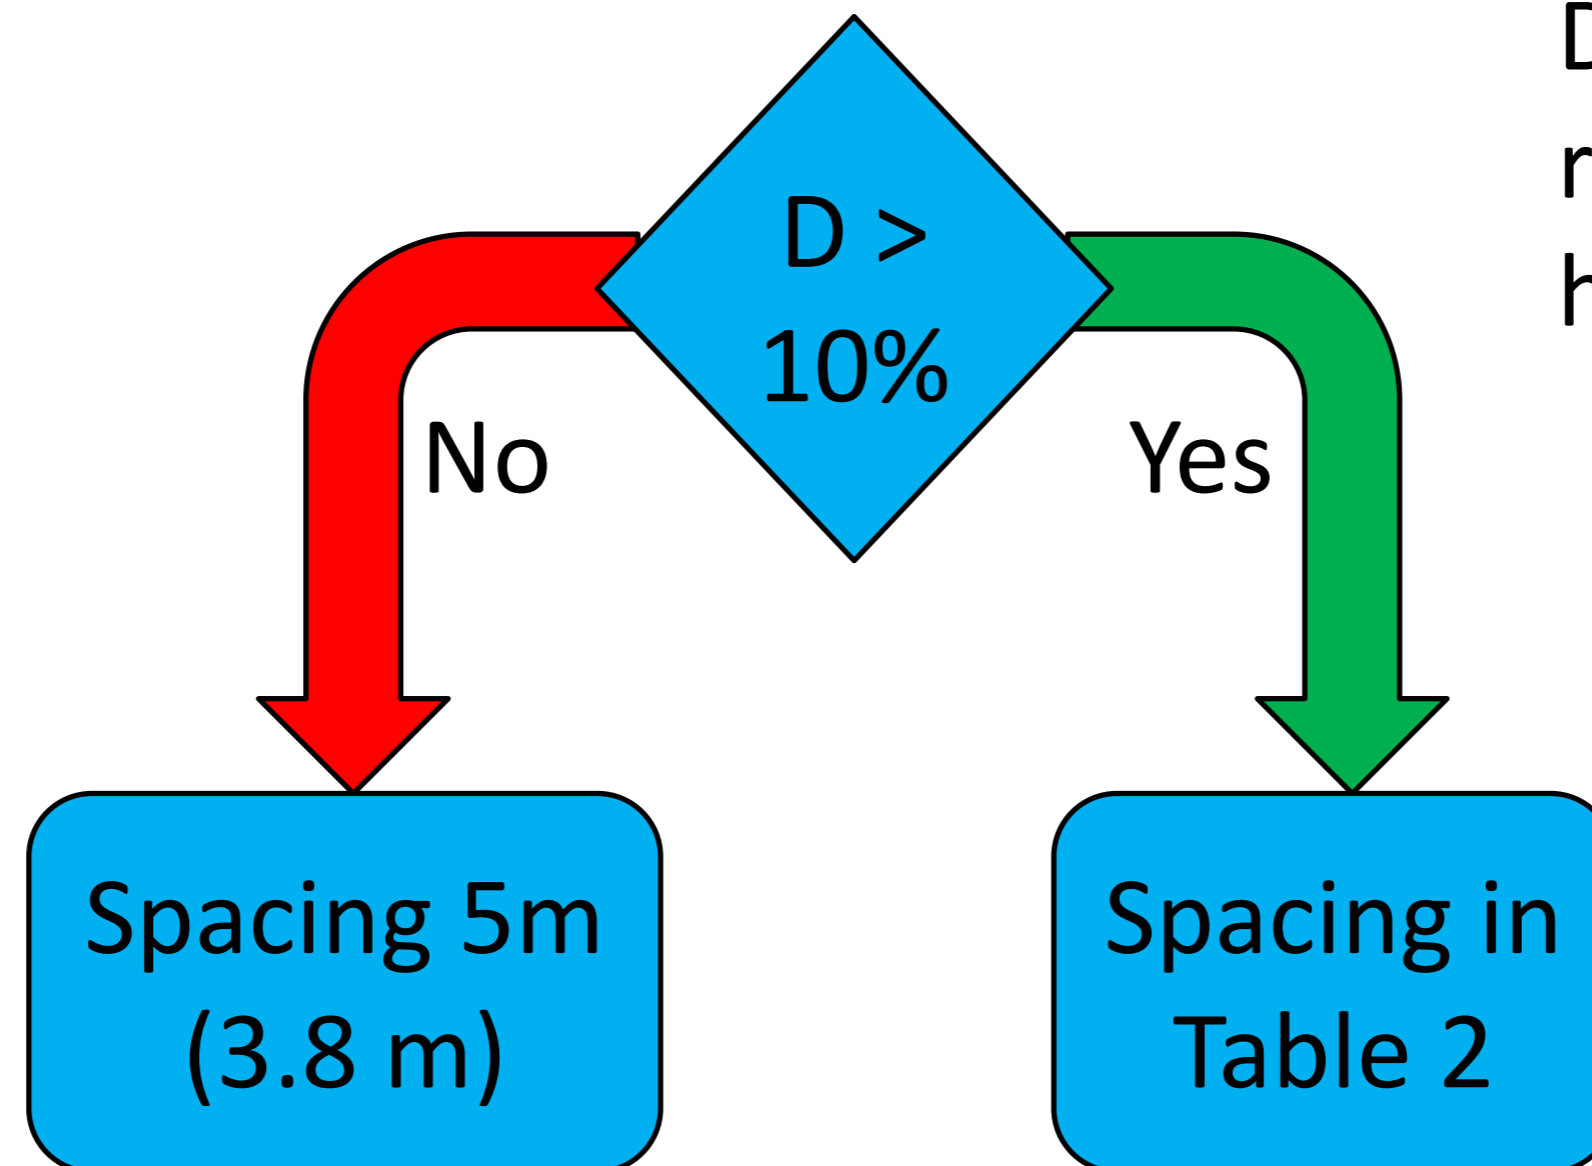 D >
10%
No
Yes
Spacing 5m
(3.8 m)
Spacing in
Table 2